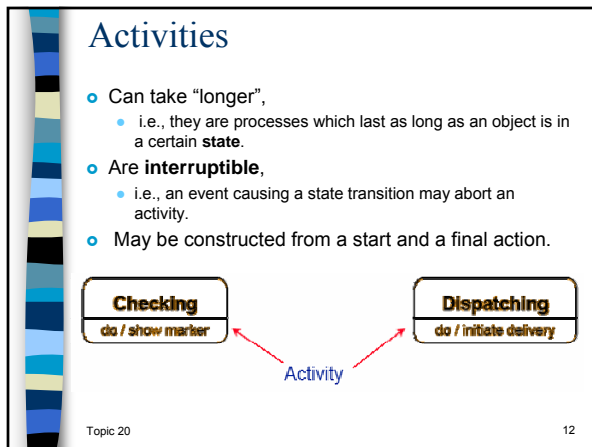 Activities
Can take “longer”,
i.e., they are processes which last as long as an object is in
a certain state.
Are interruptible,
i.e., an event causing a state transition may abort an
activity.
May be constructed from a start and a final action.
Checking
do / show marker
Dispatching
do / initiate delivery
Activity
Topic 20
12